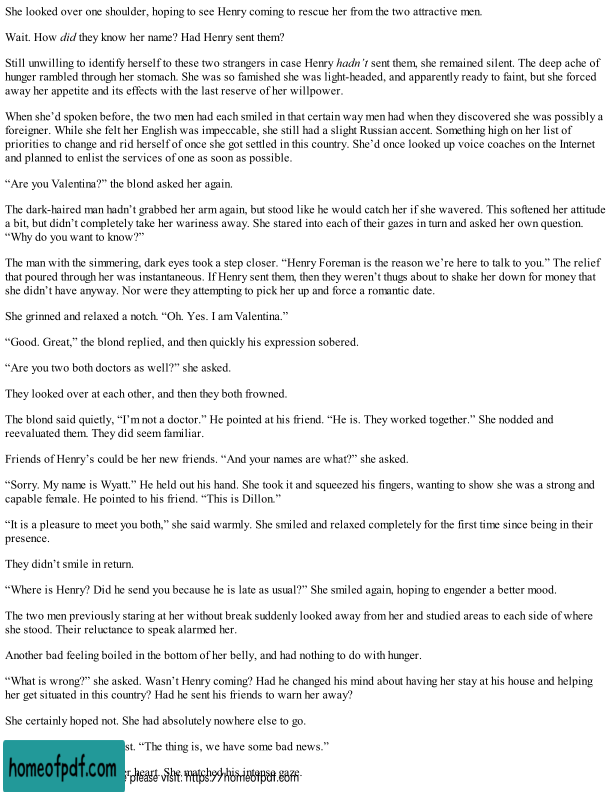 She looked over one shoulder, hoping to see Henry coming to rescue her from the two attractive men.
Wait. How did they know her name? Had Henry sent them?
Still unwilling to identify herself to these two strangers in case Henry hadn't sent them, she remained silent. The deep ache of
hunger rambled through her stomach. She was so famished she was light-headed, and apparently ready to faint, but she forced
away her appetite and its effects with the last reserve of her willpower.
When she'd spoken before, the two men had each smiled in that certain way men had when they discovered she was possibly a
foreigner. While she felt her English was impeccable, she still had a slight Russian accent. Something high on her list of
priorities to change and rid herself of once she got settled in this country. She'd once looked up voice coaches on the Internet
and planned to enlist the services of one as soon as possible.
“Are you Valentina?” the blond asked her again.
The dark-haired man hadn't grabbed her arm again, but stood like he would catch her if she wavered. This softened her attitude
a bit, but didn't completely take her wariness away. She stared into each of their gazes in turn and asked her own question.
“Why do you want to know?”
The man with the simmering, dark eyes took a step closer. “Henry Foreman is the reason we're here to talk to you.” The relief
that poured through her was instantaneous. If Henry sent them, then they weren't thugs about to shake her down for money that
she didn't have anyway. Nor were they attempting to pick her up and force a romantic date.
She grinned and relaxed a notch. “Oh. Yes. I am Valentina.”
“Good. Great,” the blond replied, and then quickly his expression sobered.
“Are you two both doctors as well?” she asked.
They looked over at each other, and then they both frowned.
The blond said quietly, “I'm not a doctor.” He pointed at his friend. “He is. They worked together.” She nodded and
reevaluated them. They did seem familiar.
Friends of Henry's could be her new friends. “And your names are what?” she asked.
“Sorry. My name is Wyatt.” He held out his hand. She took it and squeezed his fingers, wanting to show she was a strong and
capable female. He pointed to his friend. “This is Dillon.”
“It is a pleasure to meet you both,” she said warmly. She smiled and relaxed completely for the first time since being in their
presence.
They didn't smile in return.
“Where is Henry? Did he send you because he is late as usual?” She smiled again, hoping to engender a better mood.
The two men previously staring at her without break suddenly looked away from her and studied areas to each side of where
she stood. Their reluctance to speak alarmed her.
Another bad feeling boiled in the bottom of her belly, and had nothing to do with hunger.
“What is wrong?” she asked. Wasn't Henry coming? Had he changed his mind about having her stay at his house and helping
her get situated in this country? Had he sent his friends to warn her away?
She certainly hoped not. She had absolutely nowhere else to go.
st. “The thing is, we have some bad news.”
heart. She matched his intense gaze.
homeofpdf.com
please visit: https://homeofpdf.com